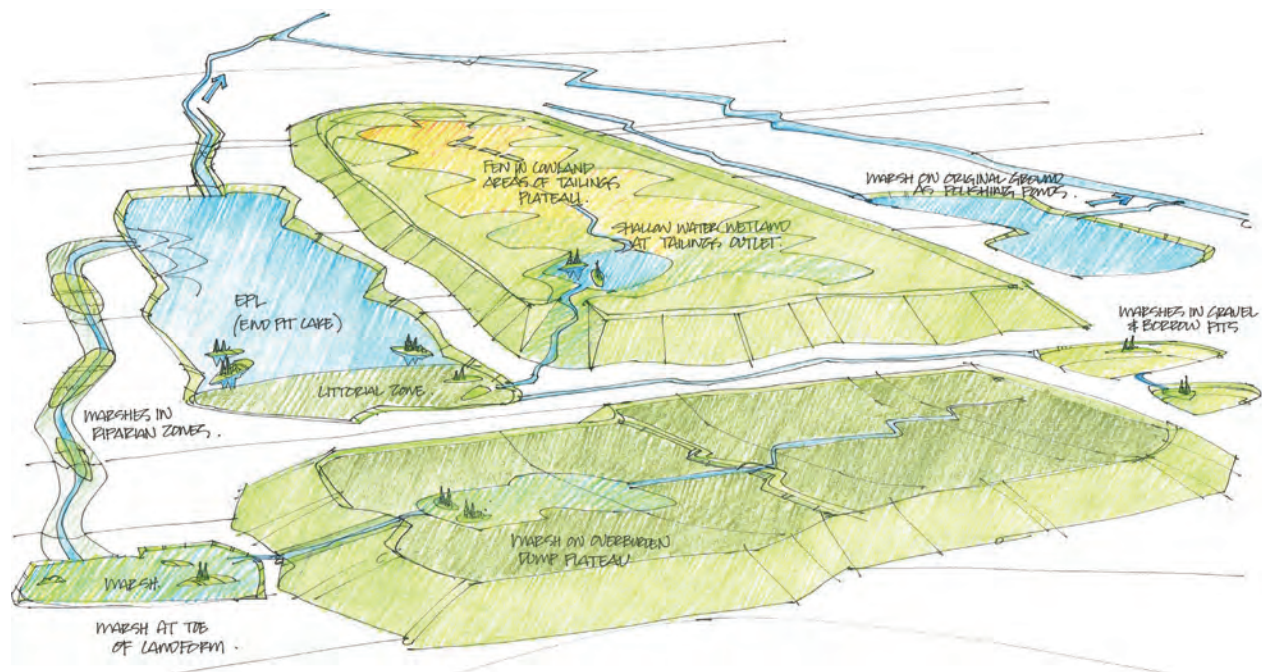 FEN IN LOWLAND
AREAS OF TAILINGS
PLATEAU.
MARSH ON ORIGINAL GROUND
AS POLISHING PONDS.
SHALLOW WATER WETLAND
AT TAILINGS OUTLET.
EPL
(END PIT LAKE)
MARSHES IN GRAVEL
& BORROW PITS
LITTORIAL ZONE.
MARSHES IN
RIPARIAN ZONES.
MARSH ON OVERBURDEN
DUMP PLATEAU
MARSH
MARSH AT TOE
OF LANDFORM.